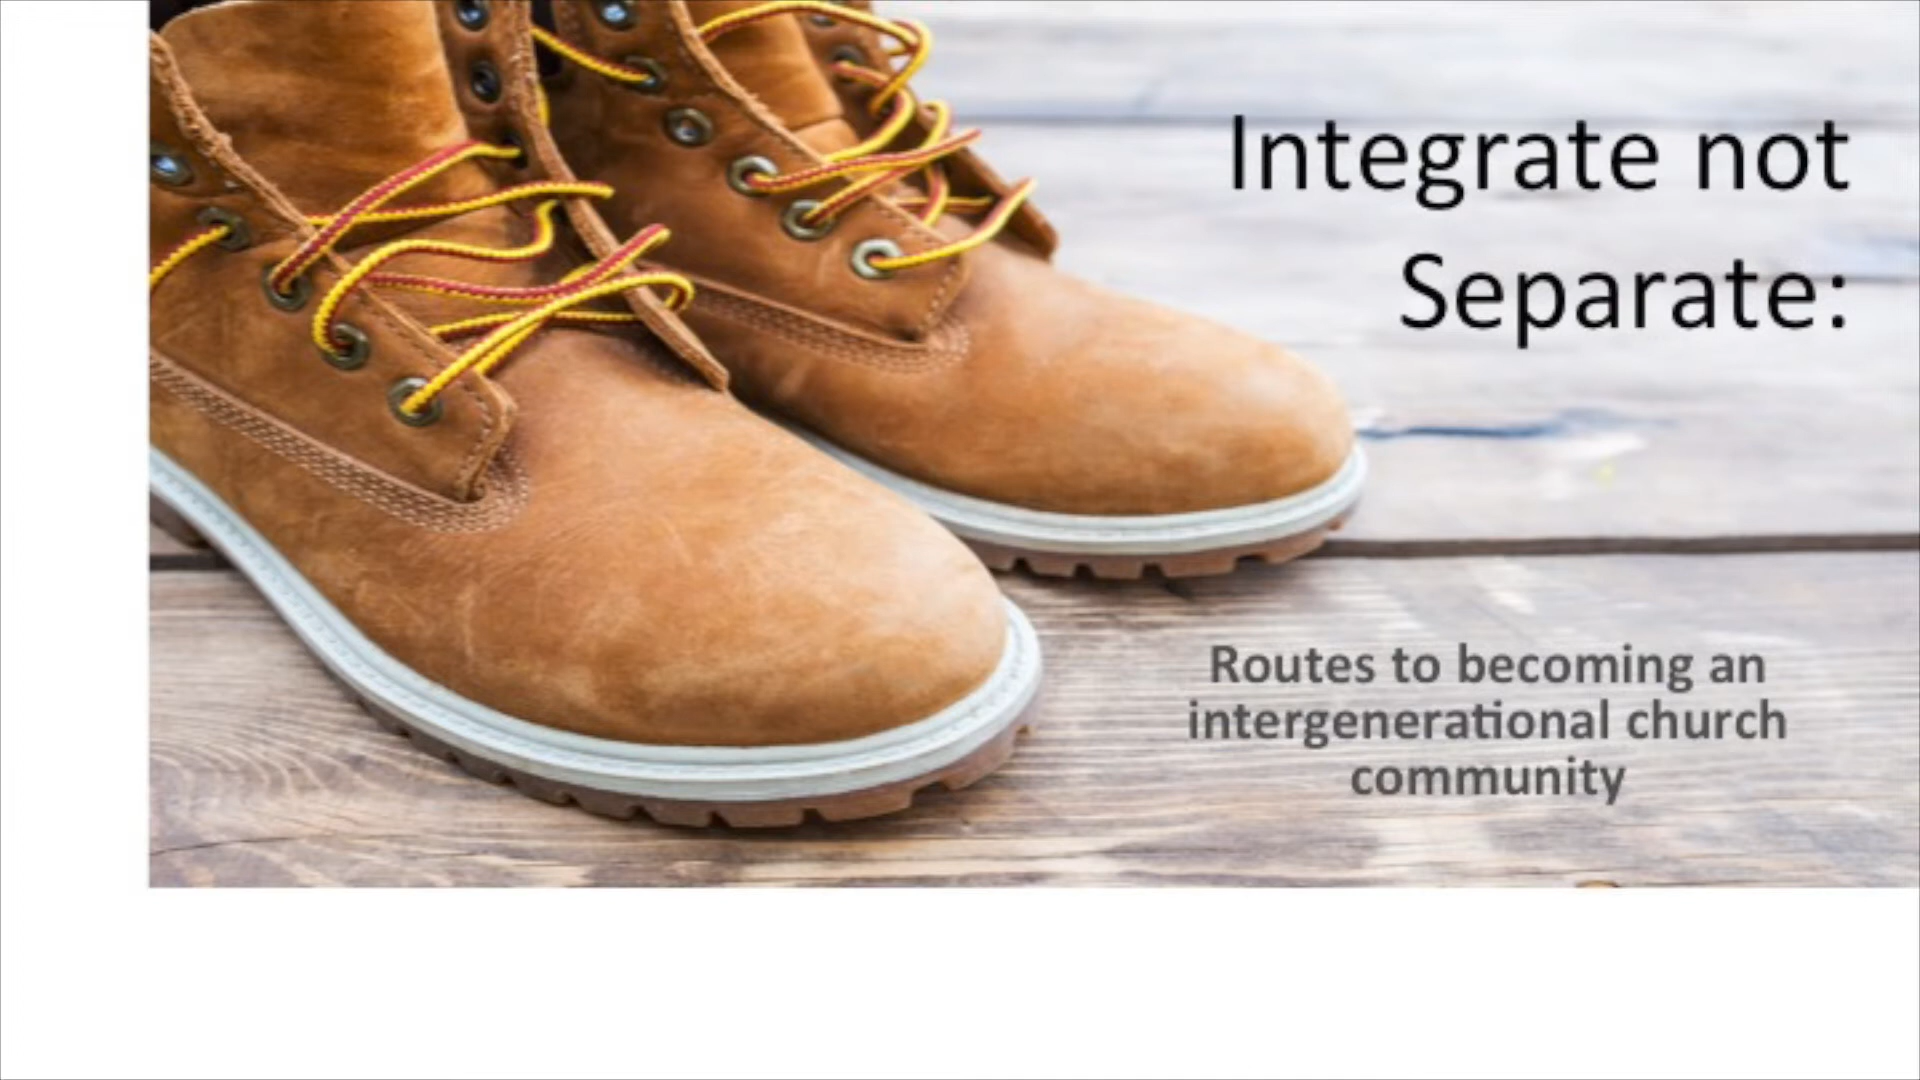 Integrate not
Separate:
Routes to becoming an
intergenerational church
community